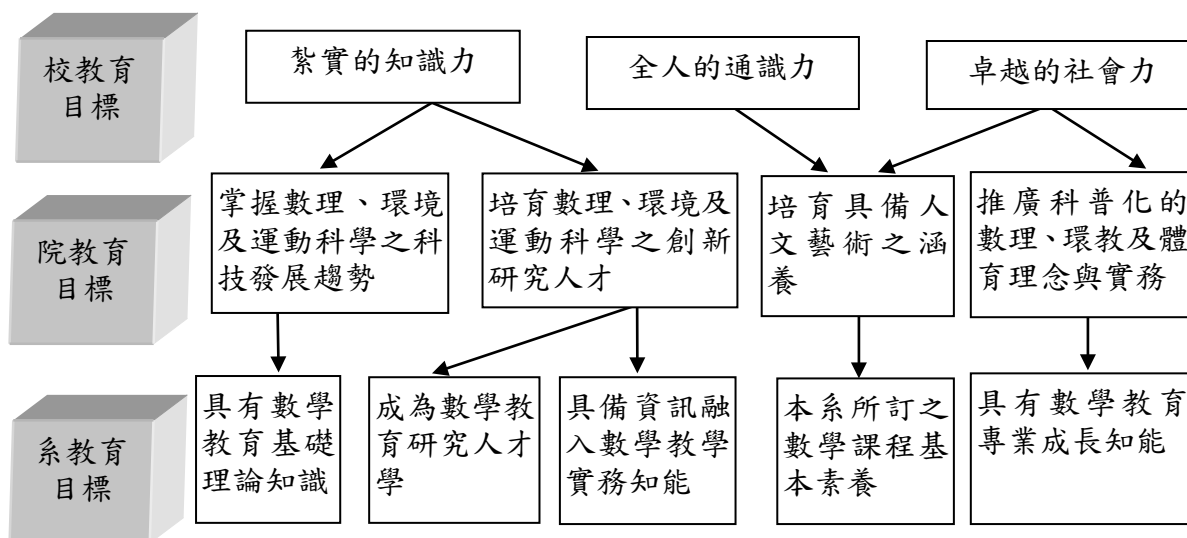 校教育
目標
紮實的知識力
全人的通識力
卓越的社會力
院教育
目標
掌握數理、環境
及運動科學之科
技發展趨勢
培育數理、環境及
運動科學之創新
研究人才
培育具備人
文藝術之涵
養
推廣科普化的
數理、環教及體
育理念與實務
系教育
目標
具有數學
教育基礎
理論知識
成為數學教
育研究人才
學
具備資訊融
入數學教學
實務知能
本系所訂之
數學課程基
本素養
具有數學教育
專業成長知能